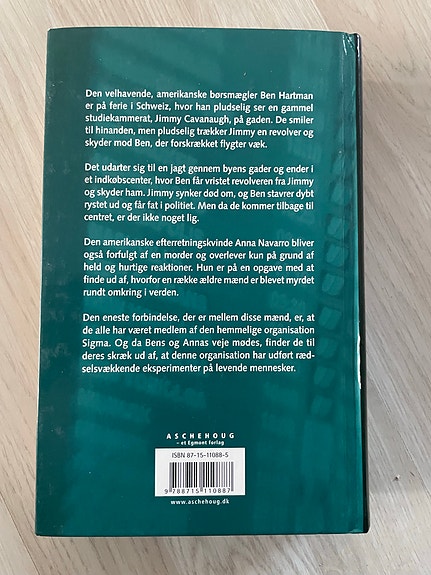 Den velhavende, amerikanske børsmægler Ben Hartman
er på ferie i Schweiz, hvor han pludselig ser en gammel
studiekammerat, Jimmy Cavanaugh, på gaden. De smiler
til hinanden, men pludselig trækker Jimmy en revolver og
skyder mod Ben, der forskrækket flygter væk.
Det udarter sig til en jagt gennem byens gader og ender i
et indkøbscenter, hvor Ben får vristet revolveren fra Jimmy
og skyder ham. Jimmy synker død om, og Ben stavrer dybt
rystet ud og får fat i politiet. Men da de kommer tilbage til
centret, er der ikke noget lig.
Den amerikanske efterretningskvinde Anna Navarro bliver
også forfulgt af en morder og overlever kun på grund af
held og hurtige reaktioner. Hun er på en opgave med at
finde ud af, hvorfor en række ældre mænd er blevet myrdet
rundt omkring i verden.
Den eneste forbindelse, der er mellem disse mænd, er, at
de alle har været medlem af den hemmelige organisation
Sigma. Og da Bens og Annas veje mødes, finder de til
deres skræk ud af, at denne organisation har udført ræd-
selsvækkende eksperimenter på levende mennesker.
ASCHEHOUG
– et Egmont forlag
ISBN 87-15-11088-5
9 788715 110887
www.aschehoug.dk